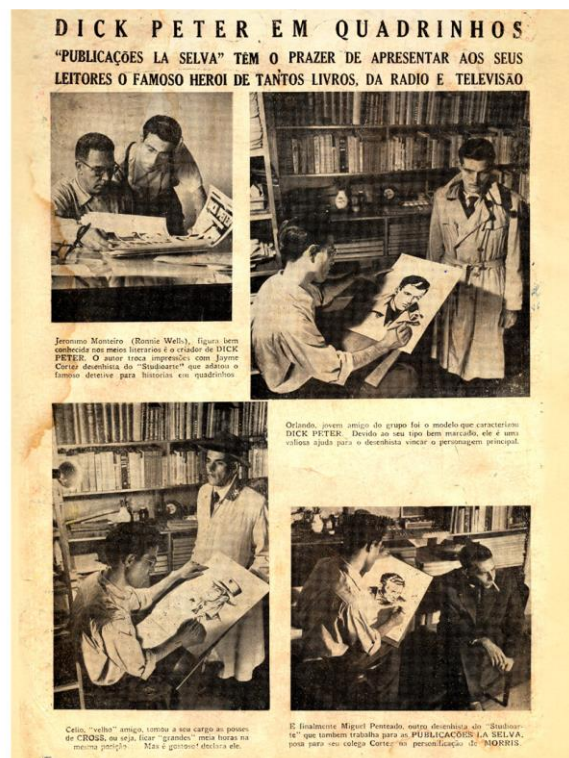 DICK PETER EM QUADRINHOS
"PUBLICAÇÕES LA SELVA" TÊM O PRAZER DE APRESENTAR AOS SEUS
LEITORES O FAMOSO HEROI DE TANTOS LIVROS, DA RADIO E TELEVISÃO
Jeronimo Monteiro (Ronnie Wells), figura bem
conhecida nos meios literarios é o criador de DICK
PETER. O autor troca impressões com Jayme
Cortez desenhista do "Studioarte" que adatou o
famoso detetive para historias em quadrinhos
Orlando, jovem amigo do grupo foi o modelo que caracterizou
DICK PETER. Devido ao seu tipo bem marcado, ele é uma
valiosa ajuda para o desenhista vincar o personagem principal.
Celio, "velho" amigo, tomou a seu cargo as posses
de CROSS, ou seja, ficar "grandes" meia horas na
mesma posição. Mas é gostoso! declara ele.
E finalmente Miguel Penteado, outro desenhista do "Studioar-
te" que tambem trabalha para as PUBLICAÇÕES LA SELVA,
posa para seu colega Cortez na personificação de MORRIS.